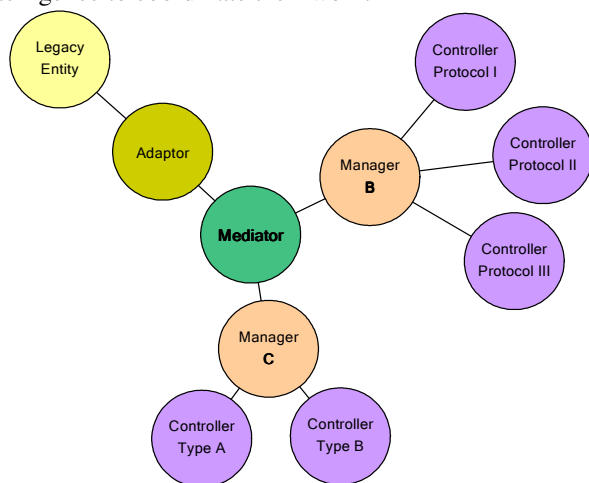 Legacy
Entity
Controller
Protocol I
Adaptor
Manager
B
Controller
Protocol II
Mediator
Controller
Protocol III
Manager
C
Controller
Type A
Controller
Type B